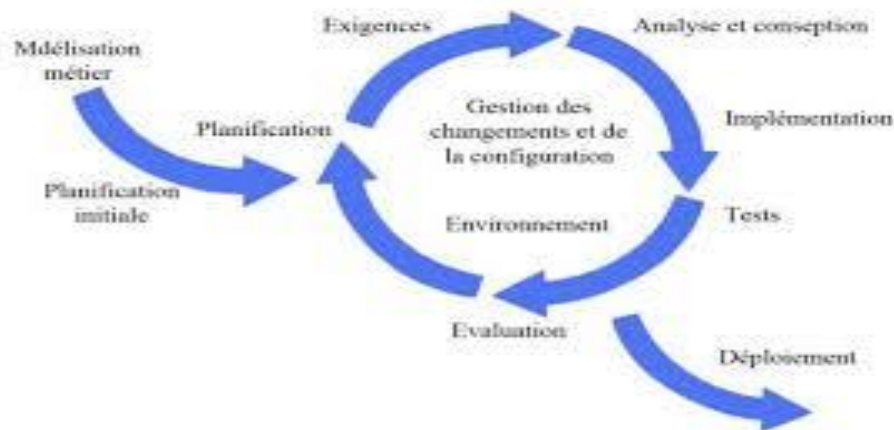 Exigences
Analyse et conseption
Mdélisation
métier
Planification
Gestion des
changements et de
la configuration
Implémentation
Planification
initiale
Environnement
Tests
Evaluation
Déploiement